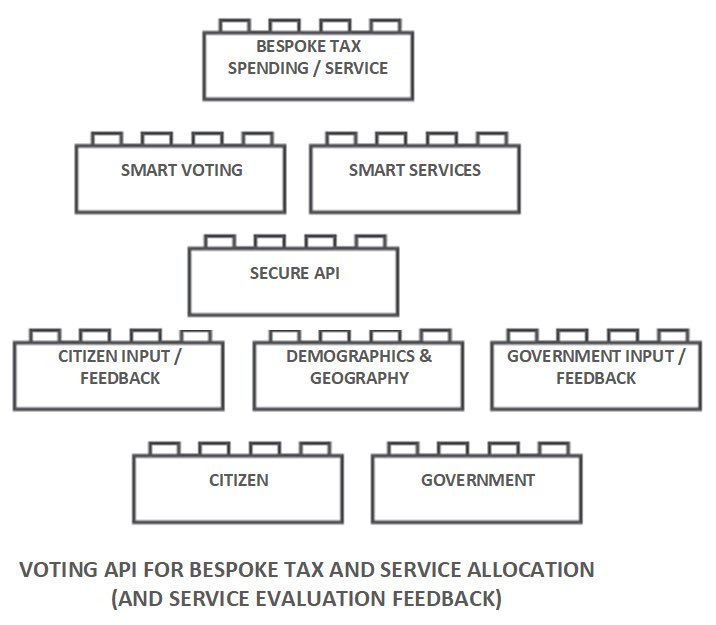 BESPOKE TAX
SPENDING / SERVICE
SMART VOTING
SMART SERVICES
SECURE API
CITIZEN INPUT /
FEEDBACK
DEMOGRAPHICS &
GEOGRAPHY
GOVERNMENT INPUT /
FEEDBACK
CITIZEN
GOVERNMENT
VOTING API FOR BESPOKE TAX AND SERVICE ALLOCATION
(AND SERVICE EVALUATION FEEDBACK)